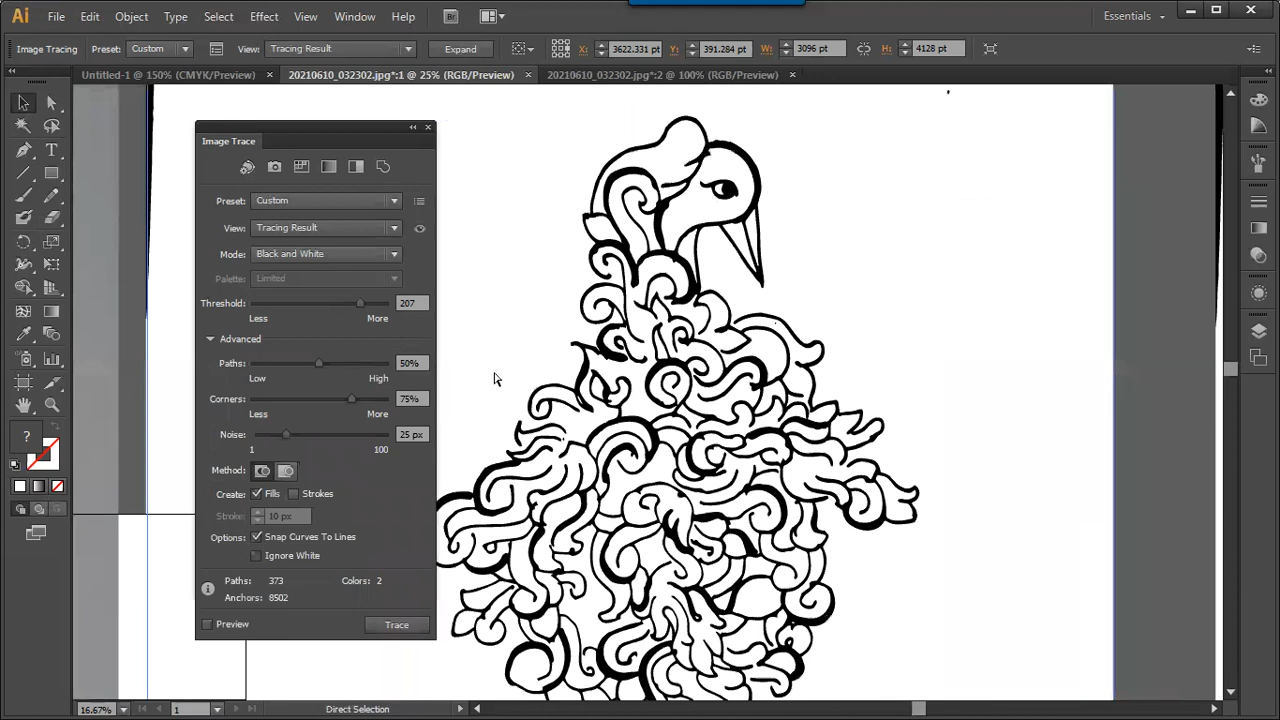 Ai File Edit Object Type Select Effect View Window Help Br Essentials
Image Tracing Preset: Custom View: Tracing Result Expand X: 3622.331 pt Y: 391.284 pt W: 3096 pt H: 4128 pt
Untitled-1 @ 150% (CMYK/Preview) × 20210610_032302.jpg*:1 @ 25% (RGB/Preview) × 20210610_032302.jpg*:2 @ 100% (RGB/Preview) ×
Image Trace
Preset: Custom
View: Tracing Result
Mode: Black and White
Palette: Limited
Threshold: 207
Less More
Advanced
Paths: 50%
Low High
Corners: 75%
Less More
Noise: 25 px
1 100
Method:
Create: Fills Strokes
Stroke: 10 px
Options: Snap Curves To Lines
Ignore White
Paths: 373 Colors: 2
Anchors: 8502
Preview Trace
16.67% 1 Direct Selection